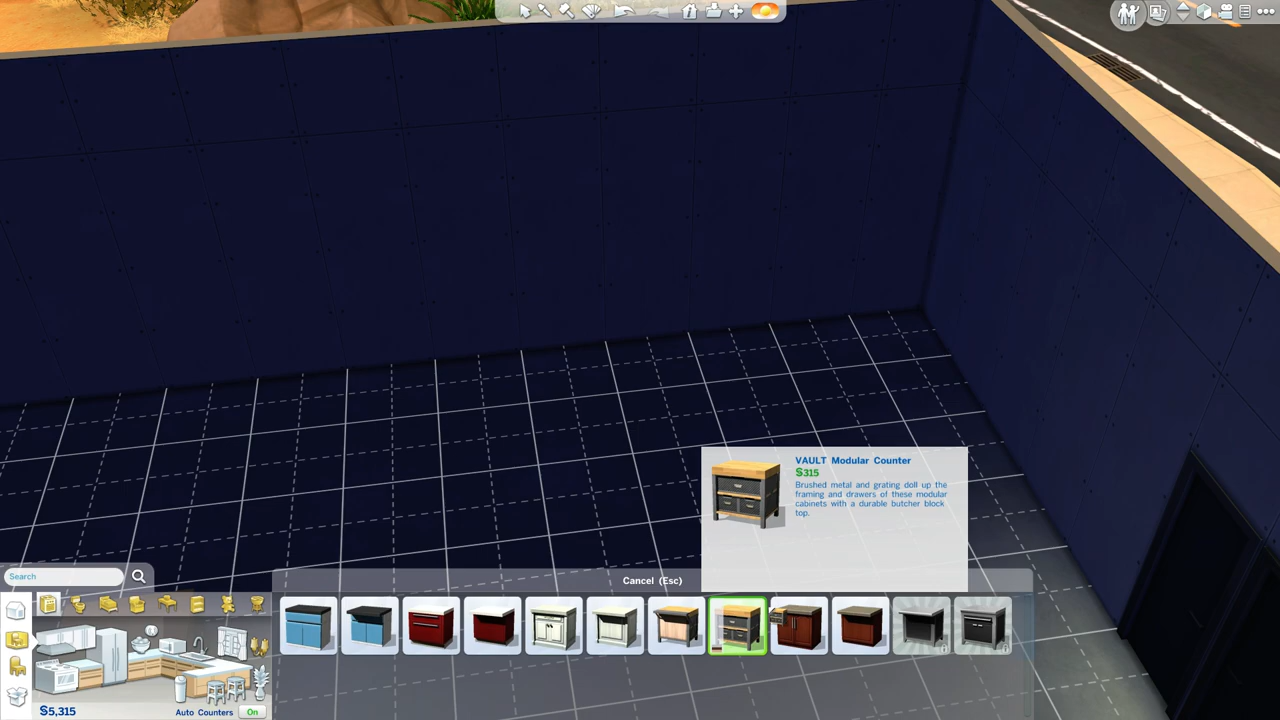 VAULT Modular Counter
§315
Brushed metal and grating doll up the
framing and drawers of these modular
cabinets with a durable butcher block
top.
Search
Cancel (Esc)
§5,315
Auto Counters
On